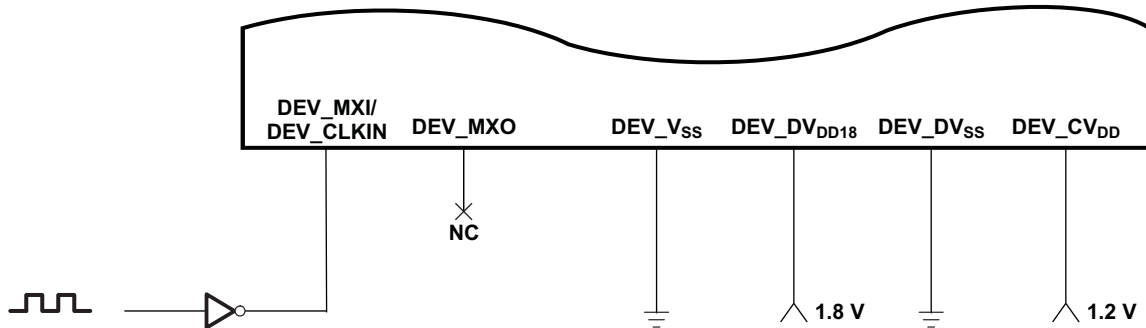 DEV_MXI/
DEV_CLKIN
DEV_MXO
DEV_VSS
DEV_DVDD18
DEV_DVSS
DEV_CVDD
NC
1.8 V
1.2 V